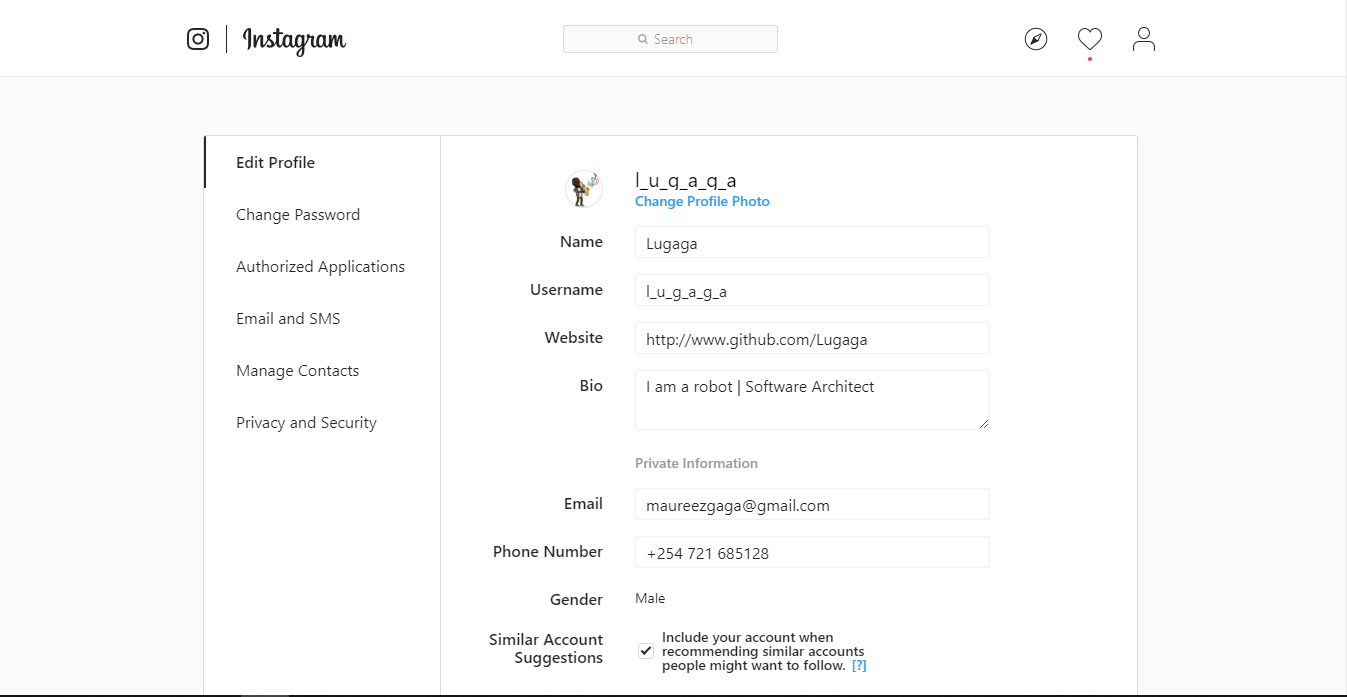 Instagram
Search
Edit Profile
Change Password
Authorized Applications
Email and SMS
Manage Contacts
Privacy and Security
l_u_g_a_g_a
Change Profile Photo
Name
Lugaga
Username
l_u_g_a_g_a
Website
http://www.github.com/Lugaga
Bio
I am a robot | Software Architect
Private Information
Email
maureezgaga@gmail.com
Phone Number
+254 721 685128
Gender
Male
Similar Account
Suggestions
Include your account when
recommending similar accounts
people might want to follow. [?]